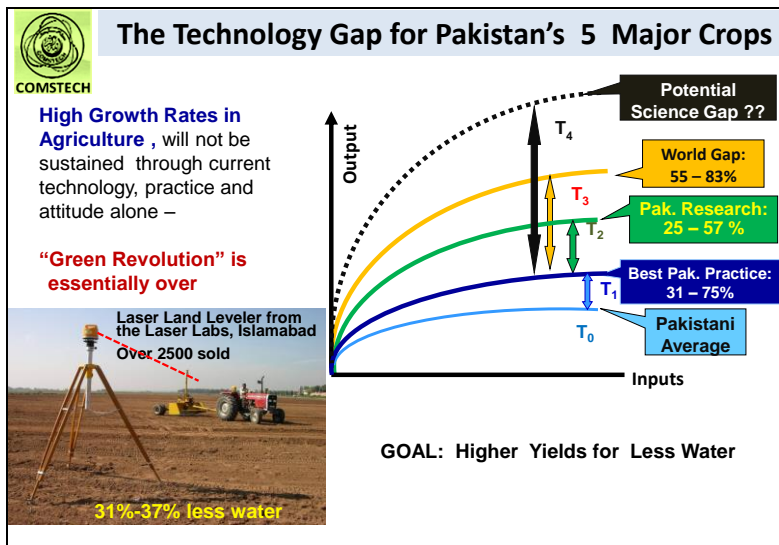 The Technology Gap for Pakistan's 5 Major Crops
COMSTECH
High Growth Rates in
Agriculture , will not be
sustained through current
technology, practice and
attitude alone –
“Green Revolution” is
essentially over
Laser Land Leveler from
the Laser Labs, Islamabad
Over 2500 sold
31%-37% less water
Output
T4
T3
T2
T1
T0
Potential
Science Gap ??
World Gap:
55 – 83%
Pak. Research:
25 – 57 %
Best Pak. Practice:
31 – 75%
Pakistani
Average
Inputs
GOAL: Higher Yields for Less Water